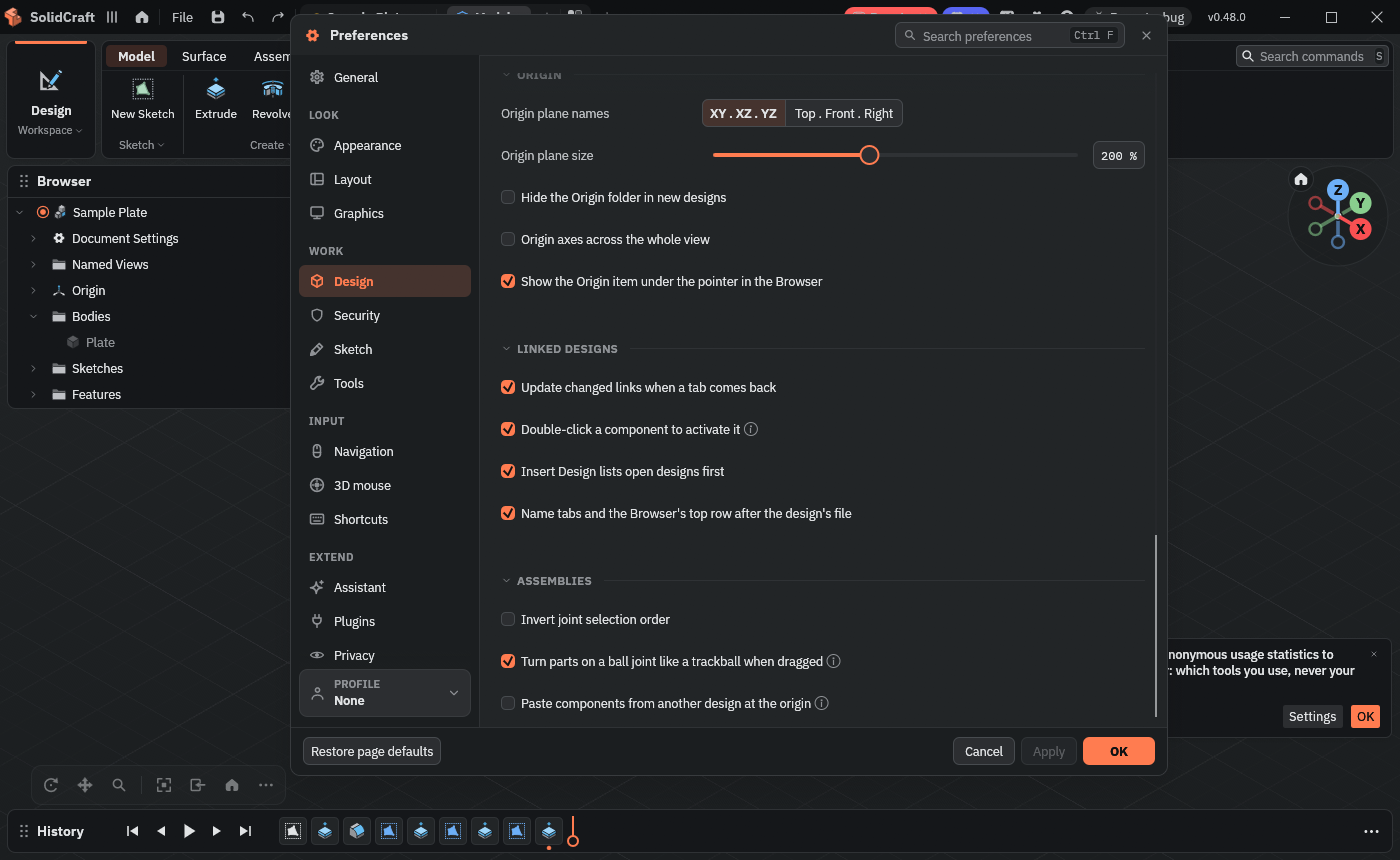 SolidCraft
File
v0.48.0
Preferences
Search preferences
Ctrl F
Model
Surface
Assem
Search commands
S
Design
Workspace
New Sketch
Extrude
Revolve
Sketch
Create
Browser
Sample Plate
Document Settings
Named Views
Origin
Bodies
Plate
Sketches
Features
General
LOOK
Appearance
Layout
Graphics
WORK
Design
Security
Sketch
Tools
INPUT
Navigation
3D mouse
Shortcuts
EXTEND
Assistant
Plugins
Privacy
PROFILE
None
ORIGIN
Origin plane names
XY . XZ . YZ
Top . Front . Right
Origin plane size
200 %
Hide the Origin folder in new designs
Origin axes across the whole view
Show the Origin item under the pointer in the Browser
LINKED DESIGNS
Update changed links when a tab comes back
Double-click a component to activate it
Insert Design lists open designs first
Name tabs and the Browser's top row after the design's file
ASSEMBLIES
Invert joint selection order
Turn parts on a ball joint like a trackball when dragged
Paste components from another design at the origin
Restore page defaults
Cancel
Apply
OK
Z
Y
X
nonymous usage statistics to
: which tools you use, never your
Settings
OK
History